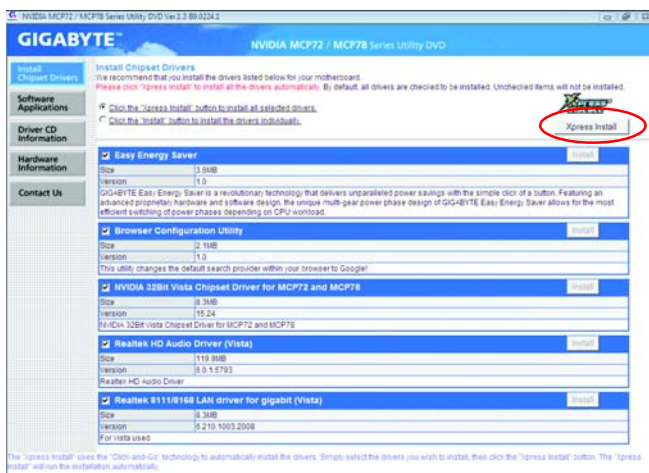 NVIDIA MCP72 / MCP78 Series Utility DVD Ver.1.3 B9.0224.1
GIGABYTE™
NVIDIA MCP72 / MCP78 Series Utility DVD
Install
Chipset Drivers
Software
Applications
Driver CD
Information
Hardware
Information
Contact Us
Install Chipset Drivers
We recommend that you install the drivers listed below for your motherboard.
Please click "Xpress Install" to install all the drivers automatically. By default, all drivers are checked to be installed. Unchecked items will not be installed.
Click the "Xpress Install" button to install all selected drivers.
Click the "Install" button to install the drivers individually.
Xpress
Xpress Install
Easy Energy Saver
Install
Size 3.6MB
Version 1.0
GIGABYTE Easy Energy Saver is a revolutionary technology that delivers unparalleled power savings with the simple click of a button. Featuring an
advanced proprietary hardware and software design, the unique multi-gear power phase design of GIGABYTE Easy Energy Saver allows for the most
efficient switching of power phases depending on CPU workload.
Browser Configuration Utility
Install
Size 2.1MB
Version 1.0
This utility changes the default search provider within your browser to Google!
NVIDIA 32Bit Vista Chipset Driver for MCP72 and MCP78
Install
Size 8.3MB
Version 15.24
NVIDIA 32Bit Vista Chipset Driver for MCP72 and MCP78
Realtek HD Audio Driver (Vista)
Install
Size 119.9MB
Version 6.0.1.5793
Realtek HD Audio Driver
Realtek 8111/8168 LAN driver for gigabit (Vista)
Install
Size 8.3MB
Version 6.210.1003.2008
For Vista used
The "Xpress Install" uses the "Click-and-Go" technology to automatically install the drivers. Simply select the drivers you wish to install, then click the "Xpress Install" button. The "Xpress
Install" will run the installation automatically.